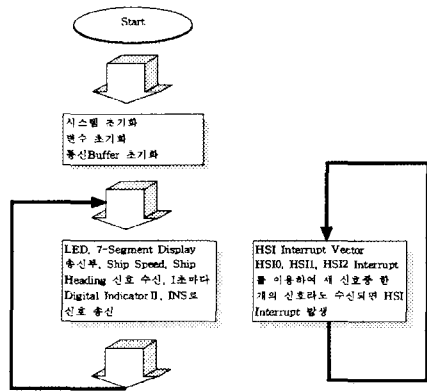 Start
시스템 초기화
변수 초기화
통신Buffer 초기화
LED, 7-Segment Display
송신부, Ship Speed, Ship
Heading 신호 수신, 1초마다
Digital IndicatorⅡ, INS로
신호 송신
HSI Interrupt Vector
HSI0, HSI1, HSI2 Interrupt
를 이용하여 세 신호중 한
개의 신호라도 수신되면 HSI
Interrupt 발생